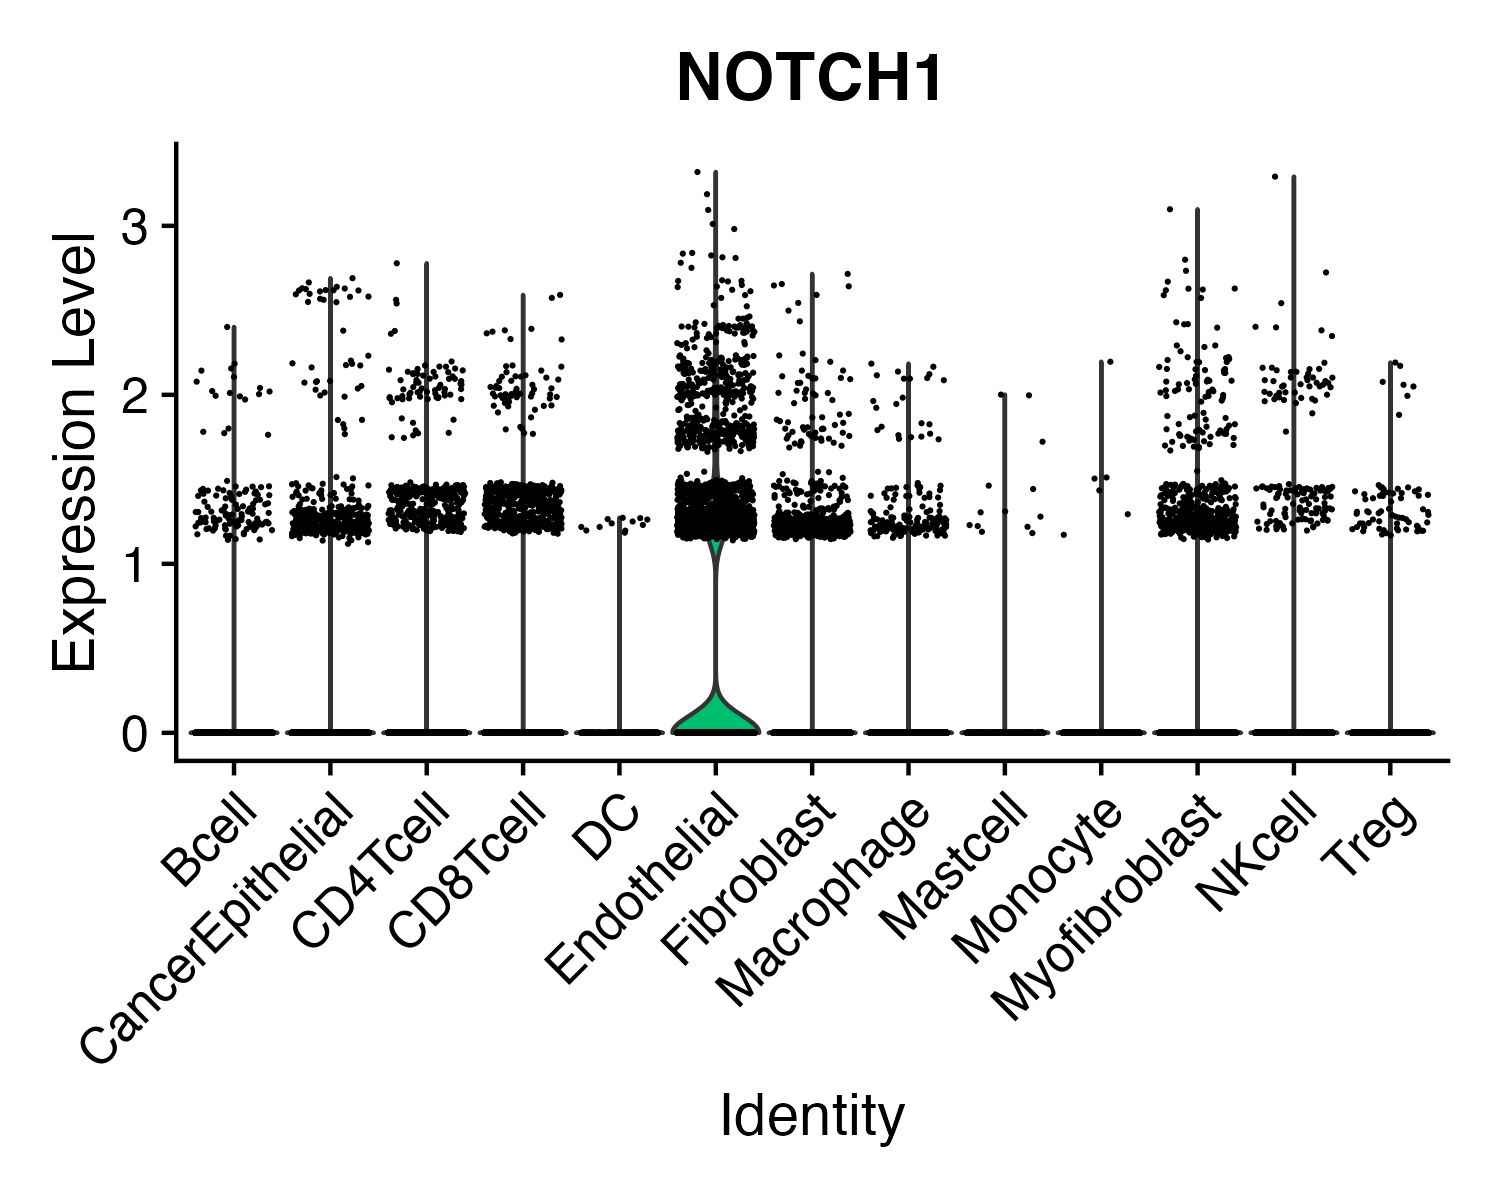 NOTCH1
Expression Level
3
2
1
0
Bcell
CancerEpithelial
CD4Tcell
CD8Tcell
DC
Endothelial
Fibroblast
Macrophage
Mastcell
Monocyte
Myofibroblast
NKcell
Treg
Identity